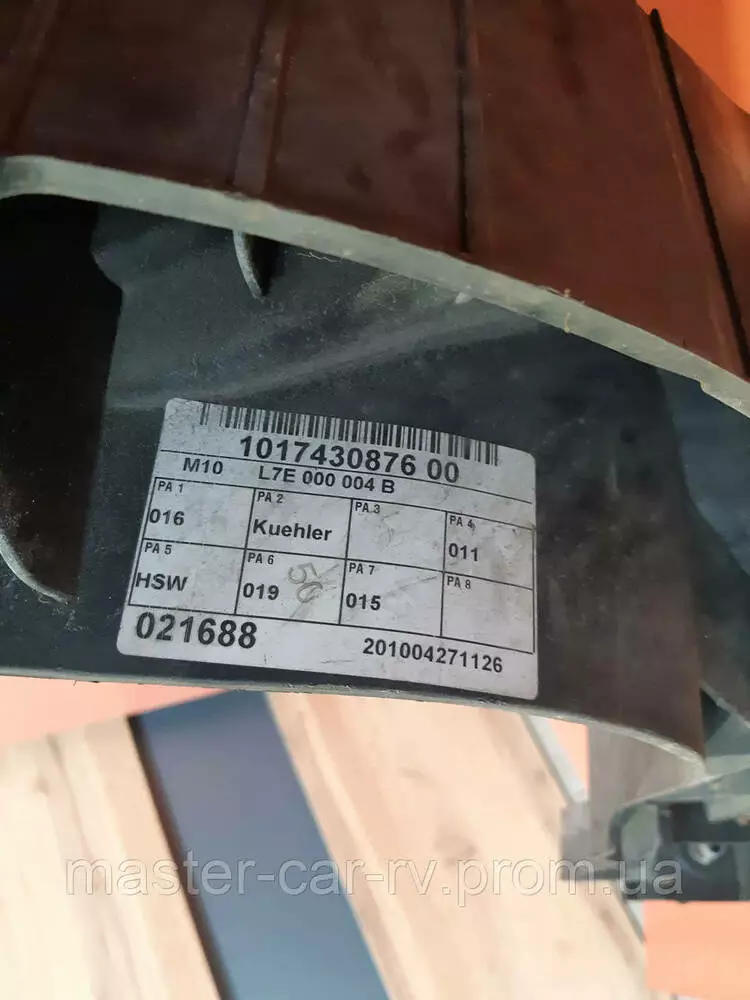 1017430876 00
M10 L7E 000 004 B
PA 1 PA 2 PA 3 PA 4
016 Kuehler 011
PA 5 PA 6 PA 7 PA 8
HSW 019 50 015
021688 201004271126
master-car-rv.prom.ua